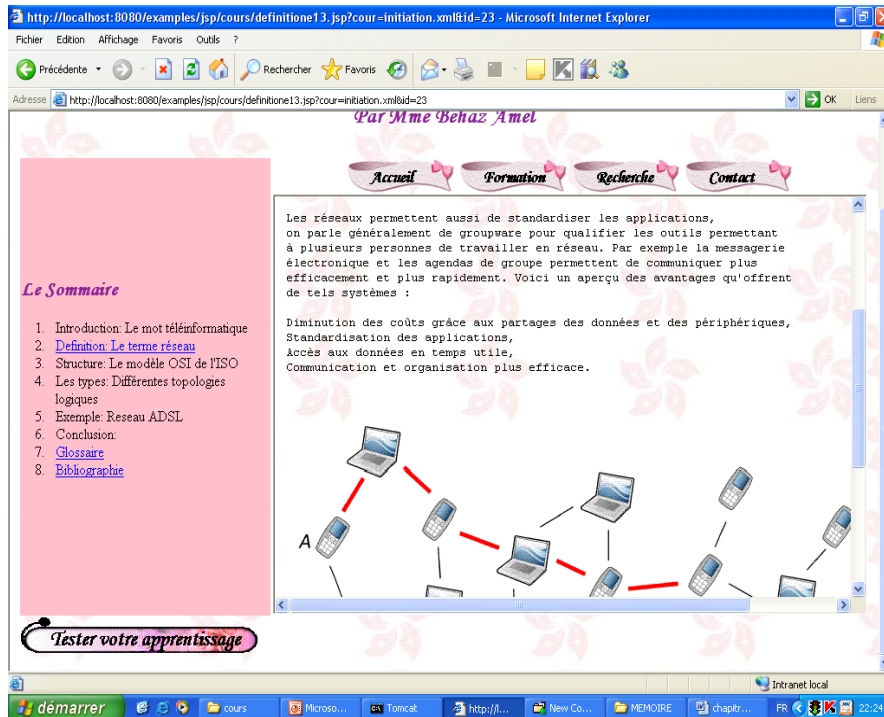 http://localhost:8080/examples/jsp/cours/definitione13.jsp?cour=initiation.xml&id=23 - Microsoft Internet Explorer
Fichier Edition Affichage Favoris Outils ?
Précédente Rechercher Favoris
Adresse http://localhost:8080/examples/jsp/cours/definitione13.jsp?cour=initiation.xml&id=23 OK Liens
Par Mme Behaz Amel
Accueil Formation Recherche Contact
Le Sommaire
1. Introduction: Le mot téléinformatique
2. Definition: Le terme réseau
3. Structure: Le modèle OSI de l'ISO
4. Les types: Différentes topologies
logiques
5. Exemple: Reseau ADSL
6. Conclusion:
7. Glossaire
8. Bibliographie
Tester votre apprentissage
Les réseaux permettent aussi de standardiser les applications,
on parle généralement de groupware pour qualifier les outils permettant
à plusieurs personnes de travailler en réseau. Par exemple la messagerie
électronique et les agendas de groupe permettent de communiquer plus
efficacement et plus rapidement. Voici un aperçu des avantages qu'offrent
de tels systèmes :
Diminution des coûts grâce aux partages des données et des périphériques,
Standardisation des applications,
Accès aux données en temps utile,
Communication et organisation plus efficace.
A
Intranet local
démarrer cours Microso... Tomcat http://l... New Co... MEMOIRE chapitr... FR 22:24